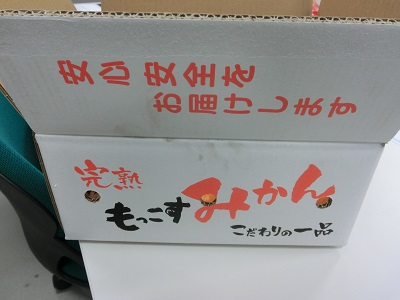 安心 安全を
お届けします
完熟
もっこす
みかん
こだわりの一品